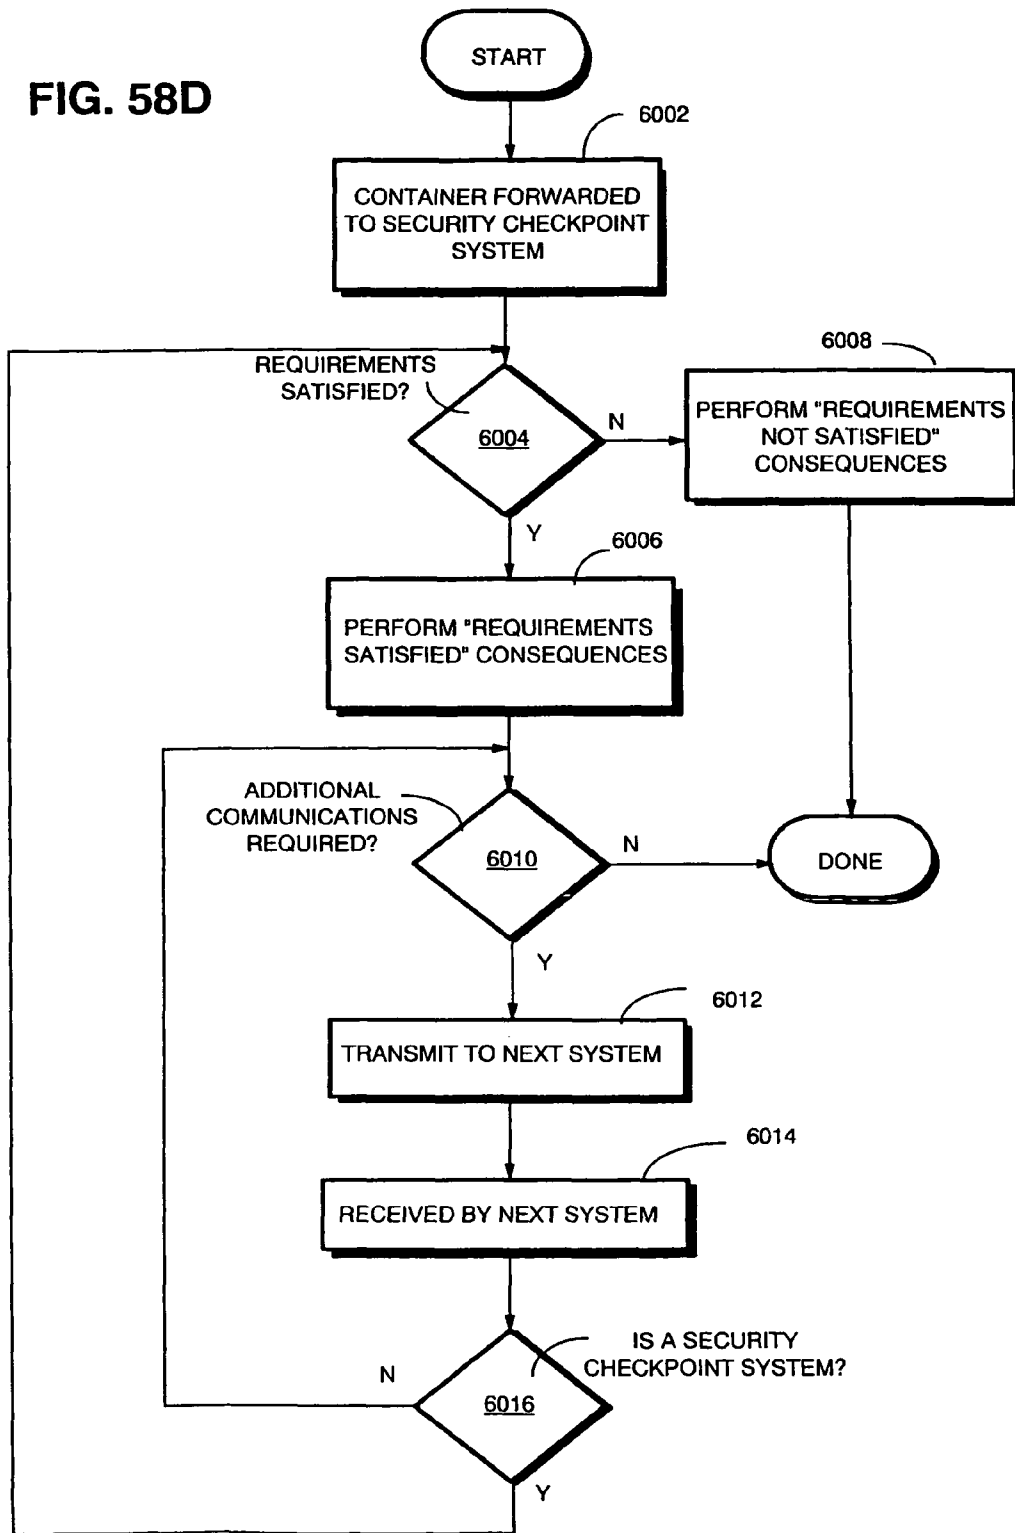 START
FIG. 58D
6002
CONTAINER FORWARDED
TO SECURITY CHECKPOINT
SYSTEM
REQUIREMENTS
SATISFIED?
6004
N
6008
PERFORM "REQUIREMENTS
NOT SATISFIED"
CONSEQUENCES
Y
6006
PERFORM "REQUIREMENTS
SATISFIED" CONSEQUENCES
ADDITIONAL
COMMUNICATIONS
REQUIRED?
6010
N
DONE
Y
6012
TRANSMIT TO NEXT SYSTEM
6014
RECEIVED BY NEXT SYSTEM
IS A SECURITY
CHECKPOINT SYSTEM?
N
6016
Y